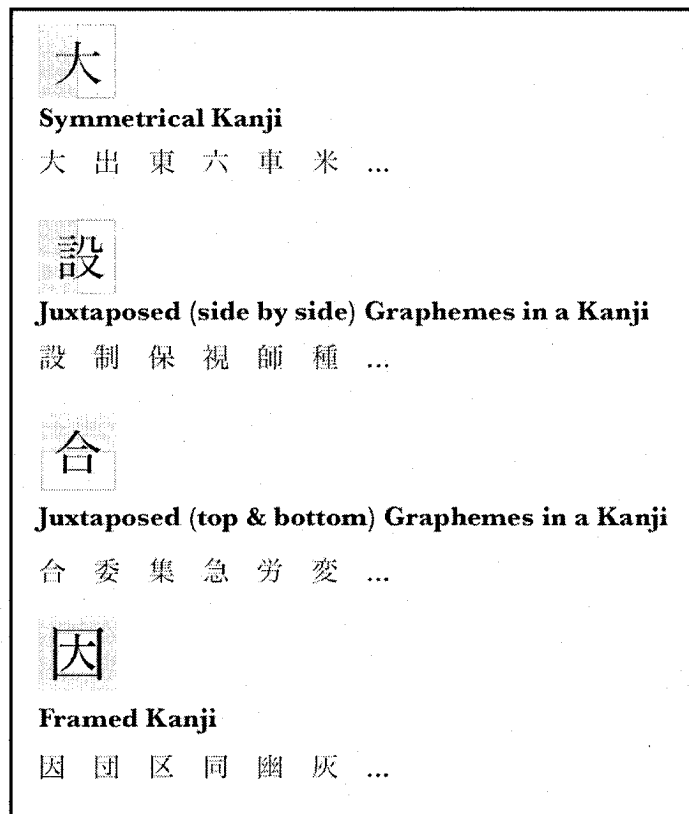 大
Symmetrical Kanji
大 出 東 六 車 米 ...
設
Juxtaposed (side by side) Graphemes in a Kanji
設 制 保 視 師 種 ...
合
Juxtaposed (top & bottom) Graphemes in a Kanji
合 委 集 急 労 変 ...
因
Framed Kanji
因 団 区 同 幽 灰 ...